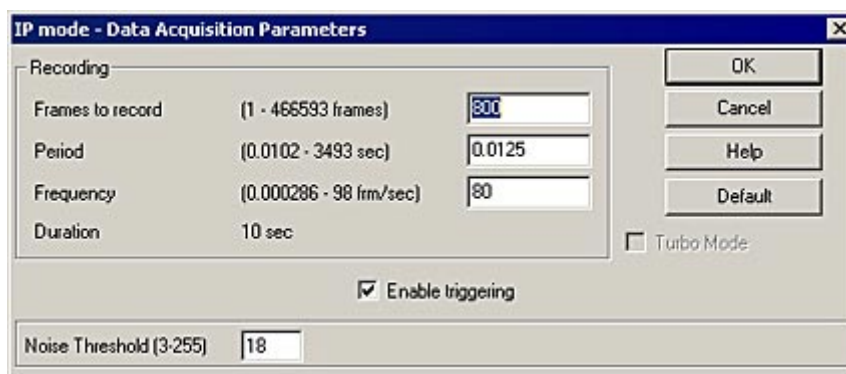 IP mode - Data Acquisition Parameters
Recording
Frames to record (1 - 466593 frames) 800
Period (0.0102 - 3493 sec) 0.0125
Frequency (0.000286 - 98 frm/sec) 80
Duration 10 sec
OK
Cancel
Help
Default
Turbo Mode
Enable triggering
Noise Threshold (3-255) 18